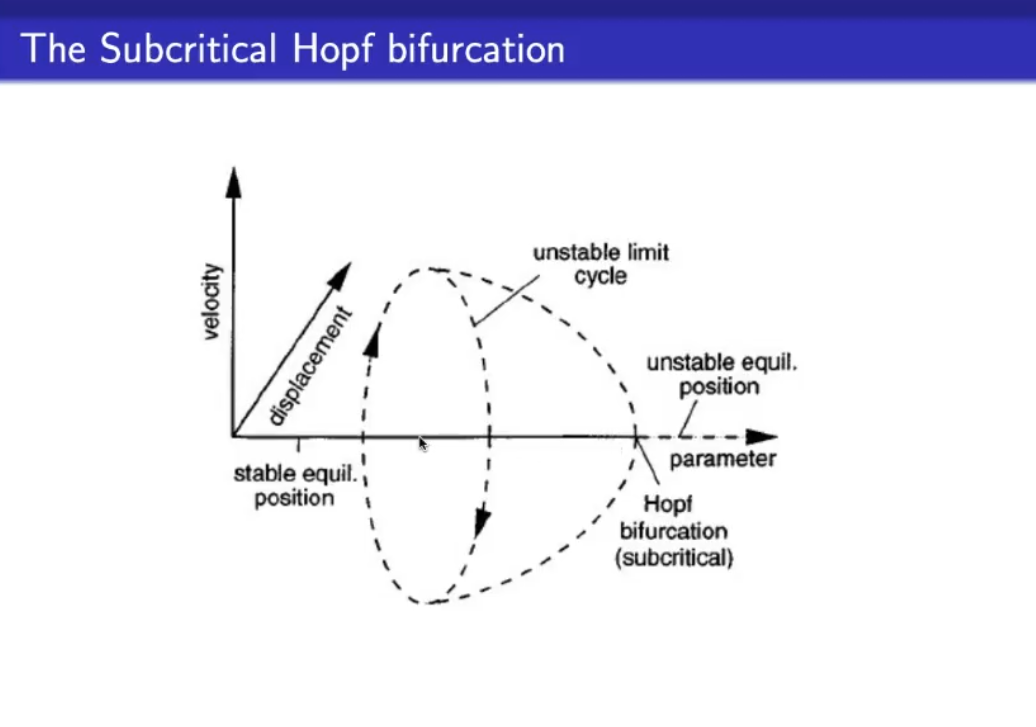 The Subcritical Hopf bifurcation
velocity
displacement
unstable limit
cycle
unstable equil.
position
parameter
stable equil.
position
Hopf
bifurcation
(subcritical)